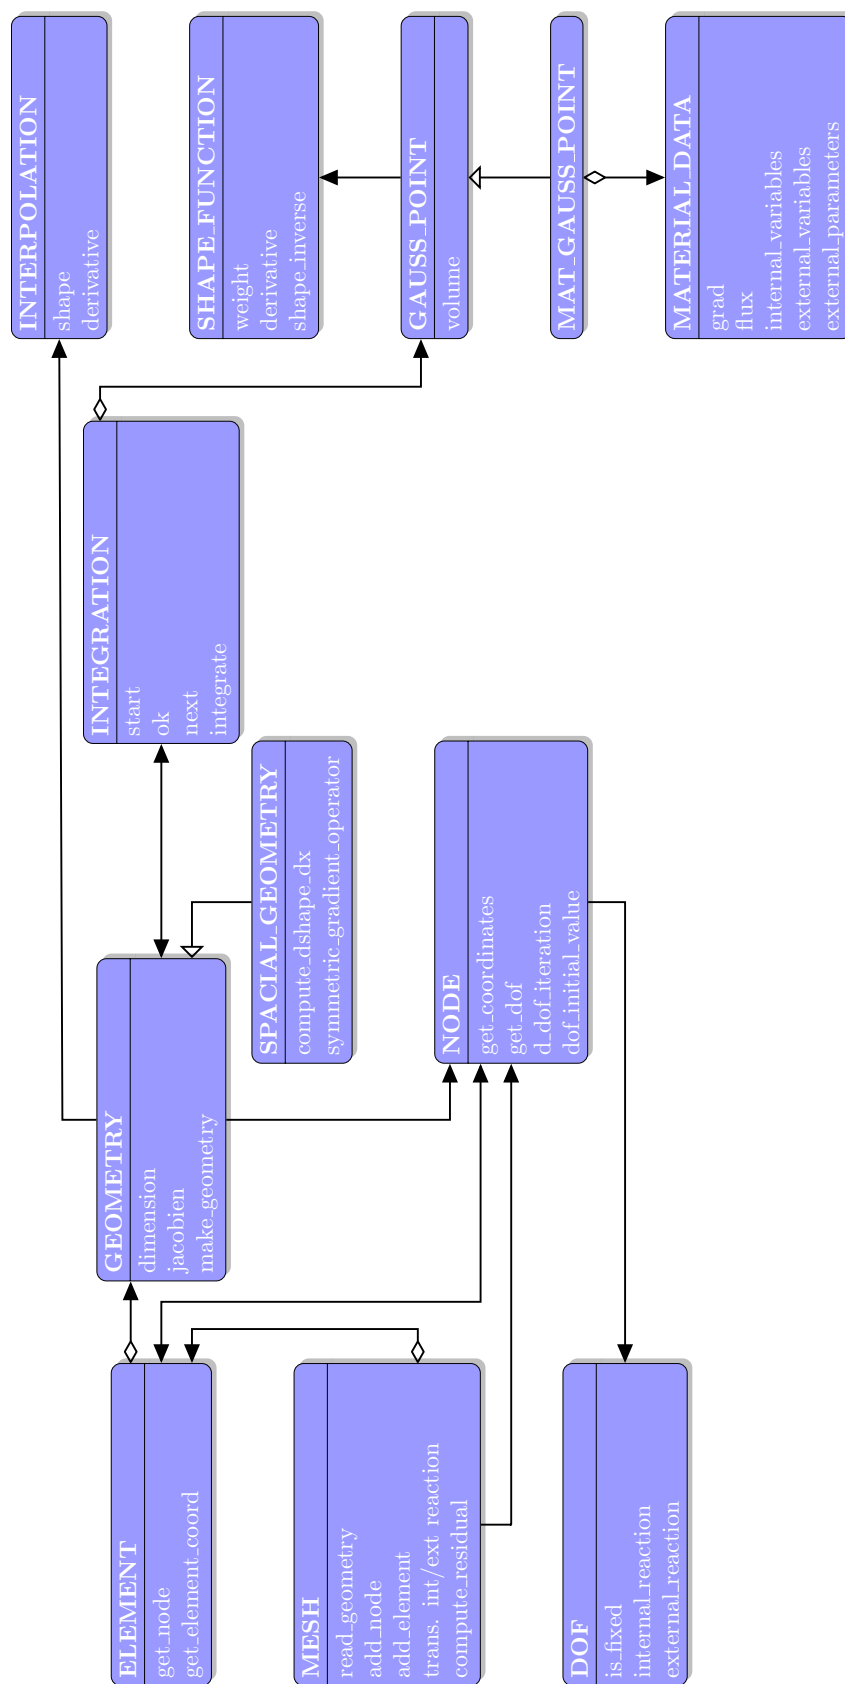 ELEMENT
get_node
get_element_coord
MESH
read_geometry
add_node
add_element
trans. int/ext reaction
compute_residual
DOF
is_fixed
internal_reaction
external_reaction
GEOMETRY
dimension
jacobien
make_geometry
SPACIAL_GEOMETRY
compute_dshape_dx
symmetric_gradient_operator
NODE
get_coordinates
get_dof
d_dof_iteration
dof_initial_value
INTEGRATION
start
ok
next
integrate
INTERPOLATION
shape
derivative
SHAPE_FUNCTION
weight
derivative
shape_inverse
GAUSS_POINT
volume
MAT_GAUSS_POINT
MATERIAL_DATA
grad
flux
internal_variables
external_variables
external_parameters